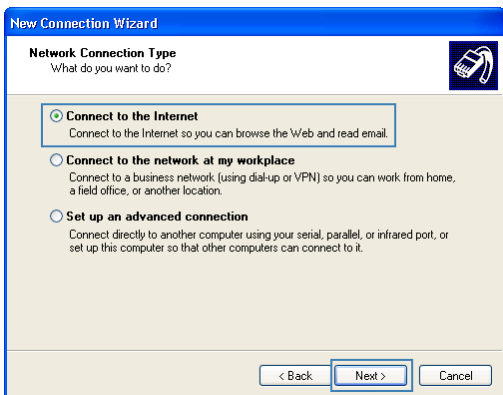 New Connection Wizard
Network Connection Type
What do you want to do?
Connect to the Internet
Connect to the Internet so you can browse the Web and read email.
Connect to the network at my workplace
Connect to a business network (using dial-up or VPN) so you can work from home,
a field office, or another location.
Set up an advanced connection
Connect directly to another computer using your serial, parallel, or infrared port, or
set up this computer so that other computers can connect to it.
< Back Next > Cancel